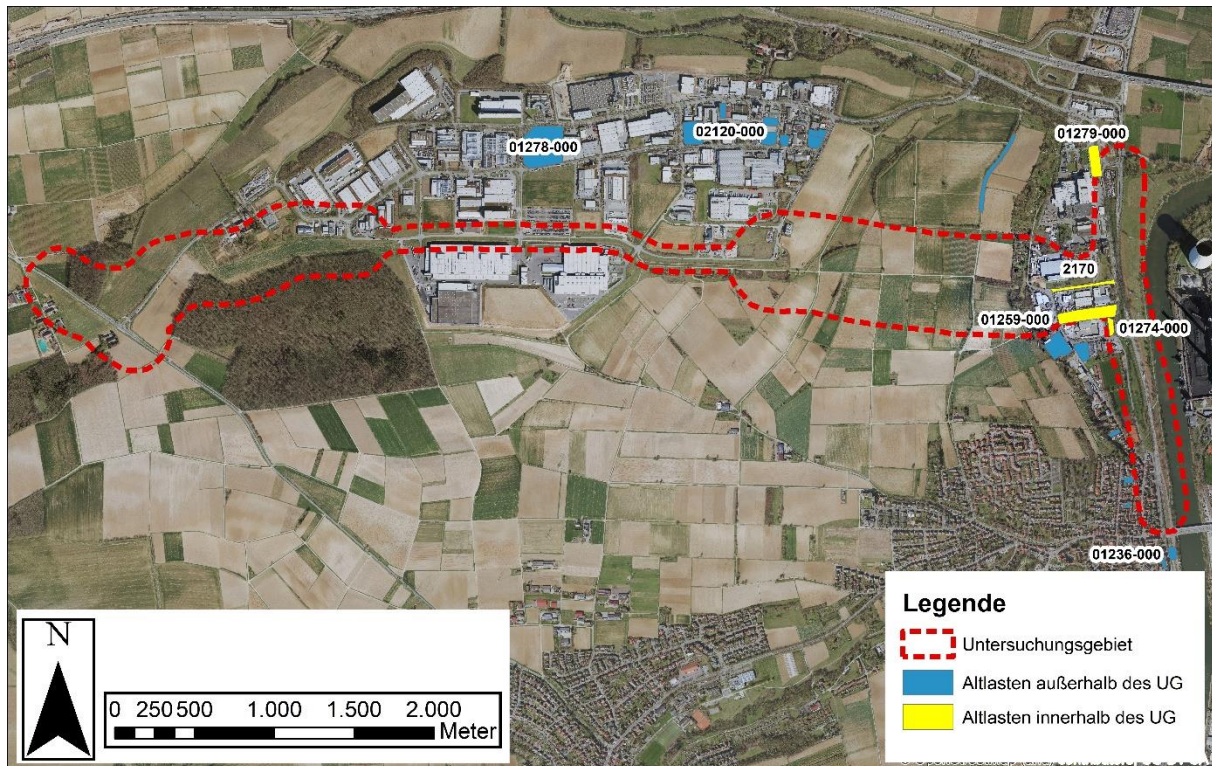 01279-000
01278-000
02120-000
2170
01259-000
01274-000
01236-000
Legende
Untersuchungsgebiet
Altlasten außerhalb des UG
Altlasten innerhalb des UG
N
0 250 500 1.000 1.500 2.000
Meter